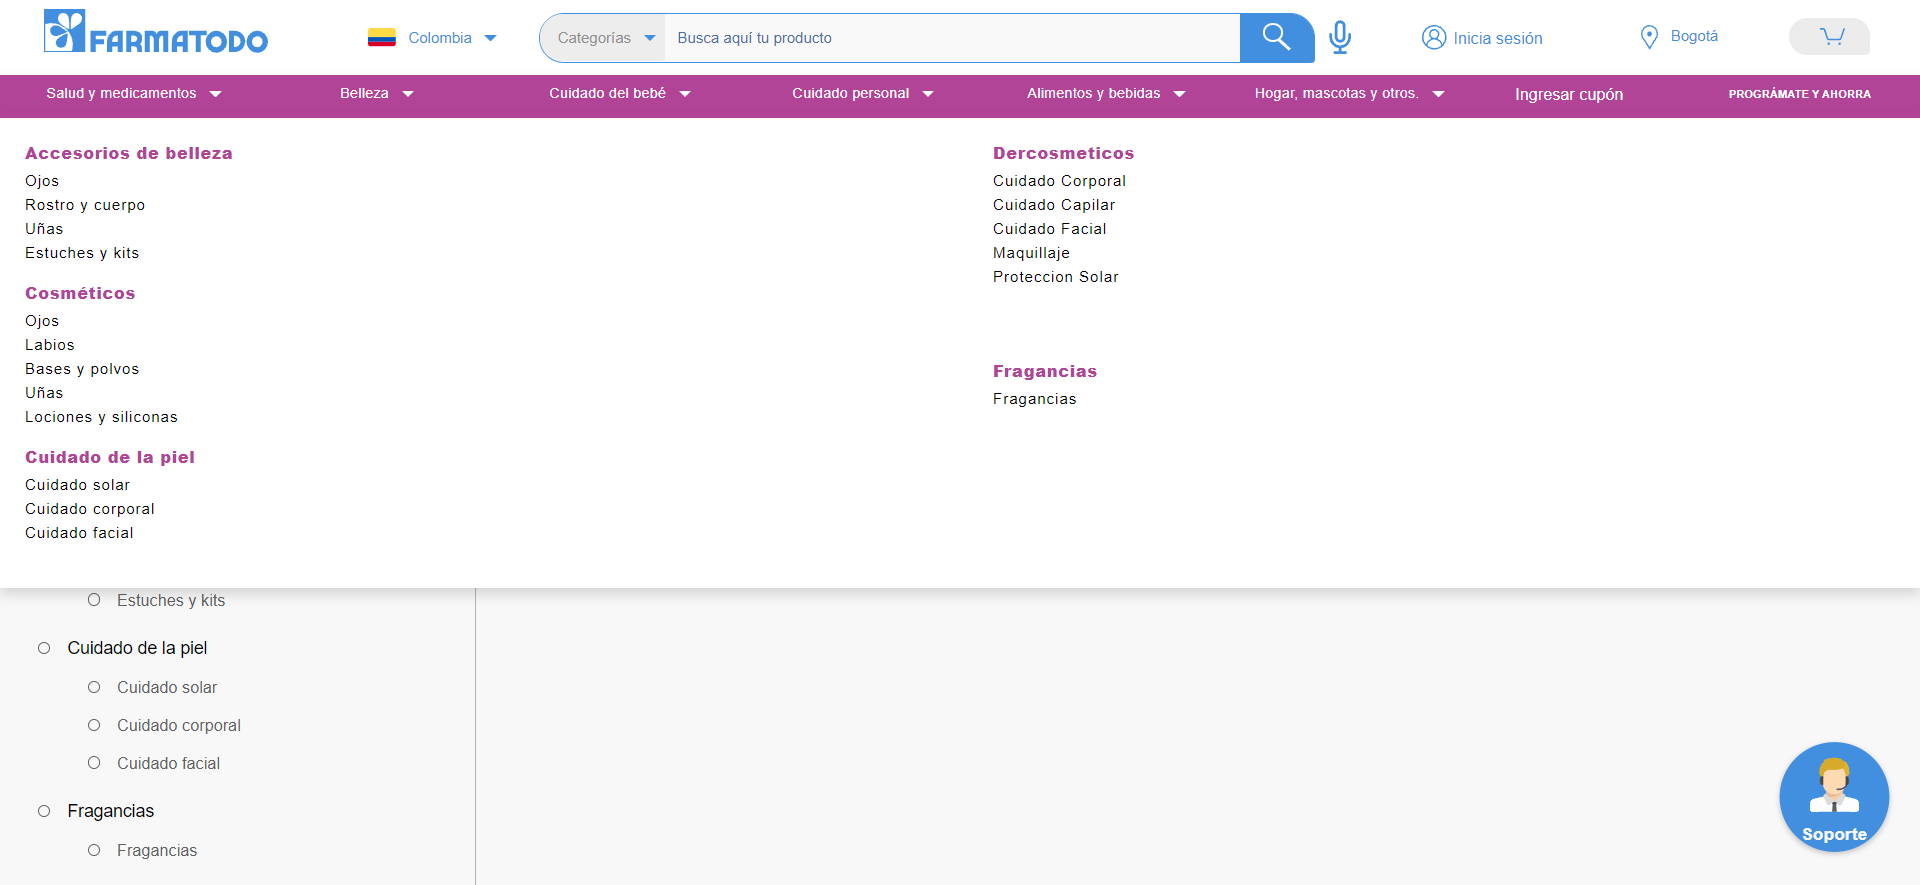 FARMATODO
Colombia
Categorías
Busca aquí tu producto
Inicia sesión
Bogotá
Salud y medicamentos
Belleza
Cuidado del bebé
Cuidado personal
Alimentos y bebidas
Hogar, mascotas y otros.
Ingresar cupón
PROGRÁMATE Y AHORRA
Accesorios de belleza
Ojos
Rostro y cuerpo
Uñas
Estuches y kits
Cosméticos
Ojos
Labios
Bases y polvos
Uñas
Lociones y siliconas
Cuidado de la piel
Cuidado solar
Cuidado corporal
Cuidado facial
Dercosmeticos
Cuidado Corporal
Cuidado Capilar
Cuidado Facial
Maquillaje
Proteccion Solar
Fragancias
Fragancias
Estuches y kits
Cuidado de la piel
Cuidado solar
Cuidado corporal
Cuidado facial
Fragancias
Fragancias
Soporte